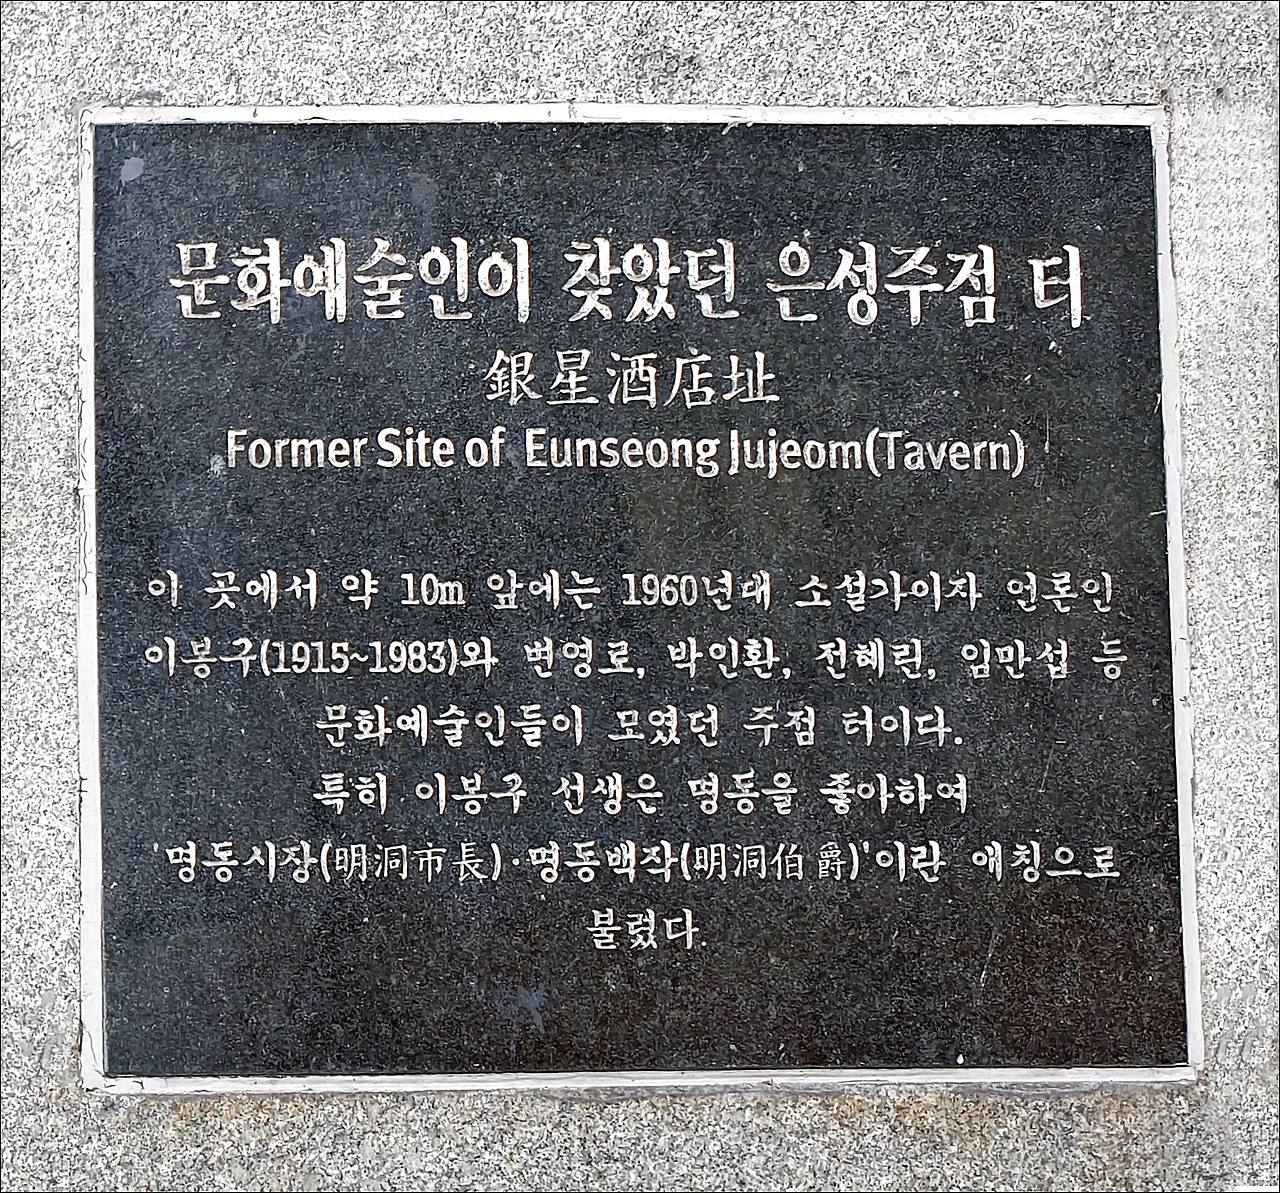 문화예술인이 찾았던 은성주점 터
銀星酒店址
Former Site of Eunseong Jujeom(Tavern)
이 곳에서 약 10m 앞에는 1960년대 소설가이자 언론인
이봉구(1915~1983)와 변영로, 박인환, 전혜린, 임만섭 등
문화예술인들이 모였던 주점 터이다.
특히 이봉구 선생은 명동을 좋아하여
'명동시장(明洞市長)·명동백작(明洞伯爵)'이란 애칭으로
불렸다.